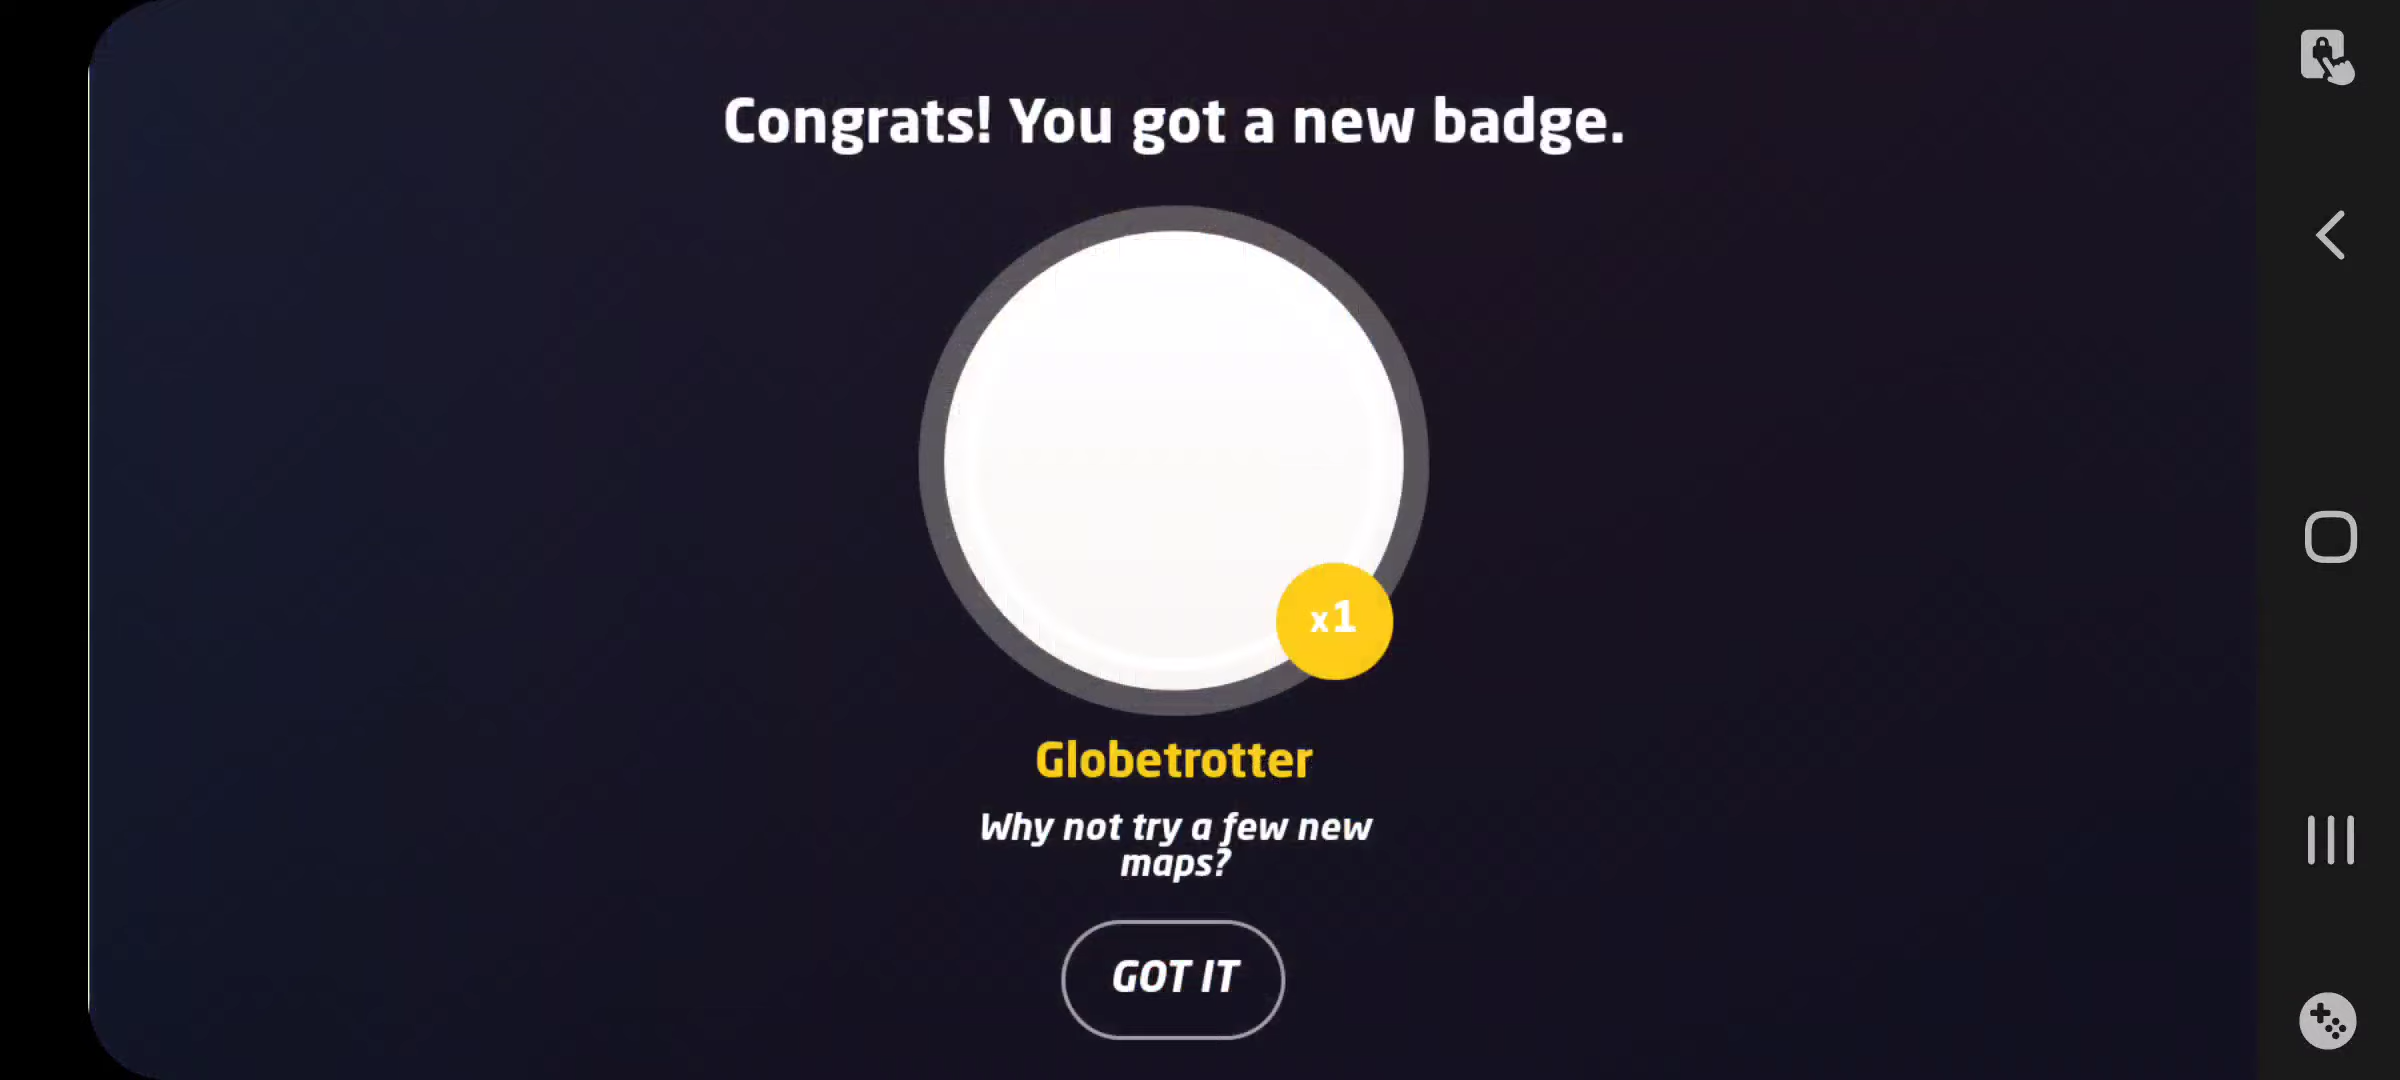 Congrats! You got a new badge.
x1
Globetrotter
Why not try a few new
maps?
GOT IT